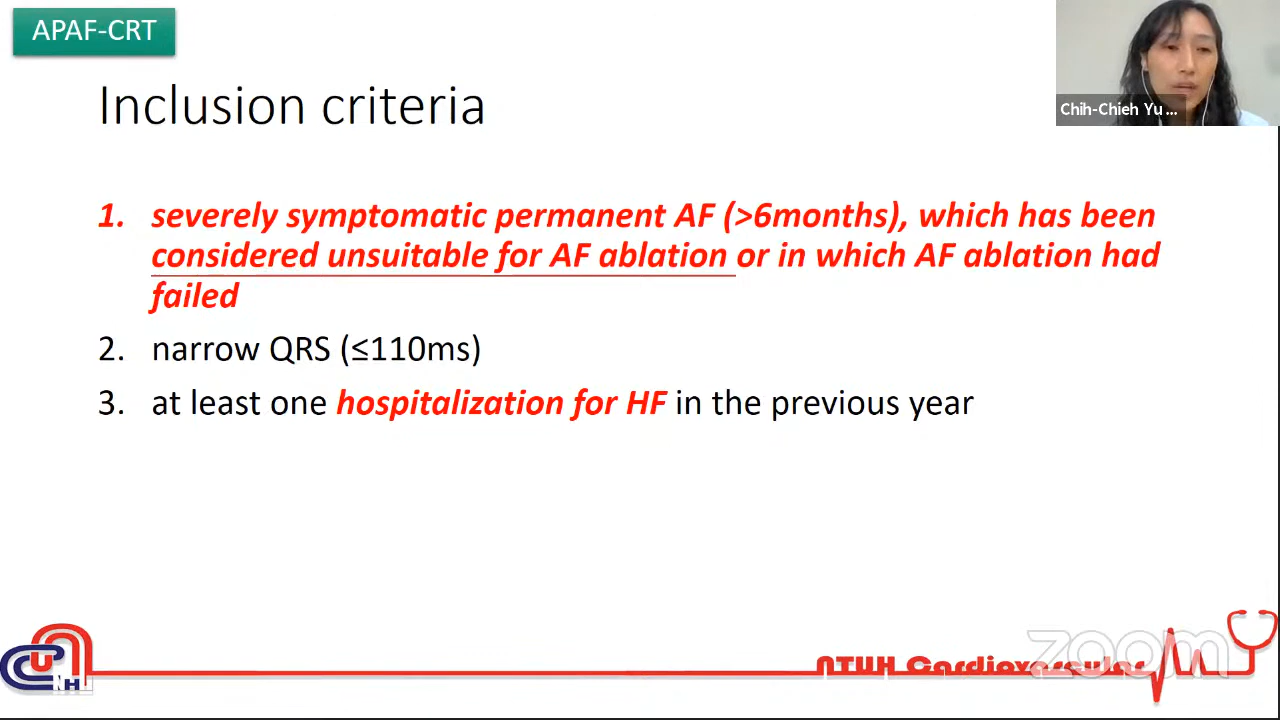 APAF-CRT
Chih-Chieh Yu ...
Inclusion criteria
1. severely symptomatic permanent AF (>6months), which has been
considered unsuitable for AF ablation or in which AF ablation had
failed
2. narrow QRS (≤110ms)
3. at least one hospitalization for HF in the previous year
zoom
NTUH Cardiovascular
NTUH